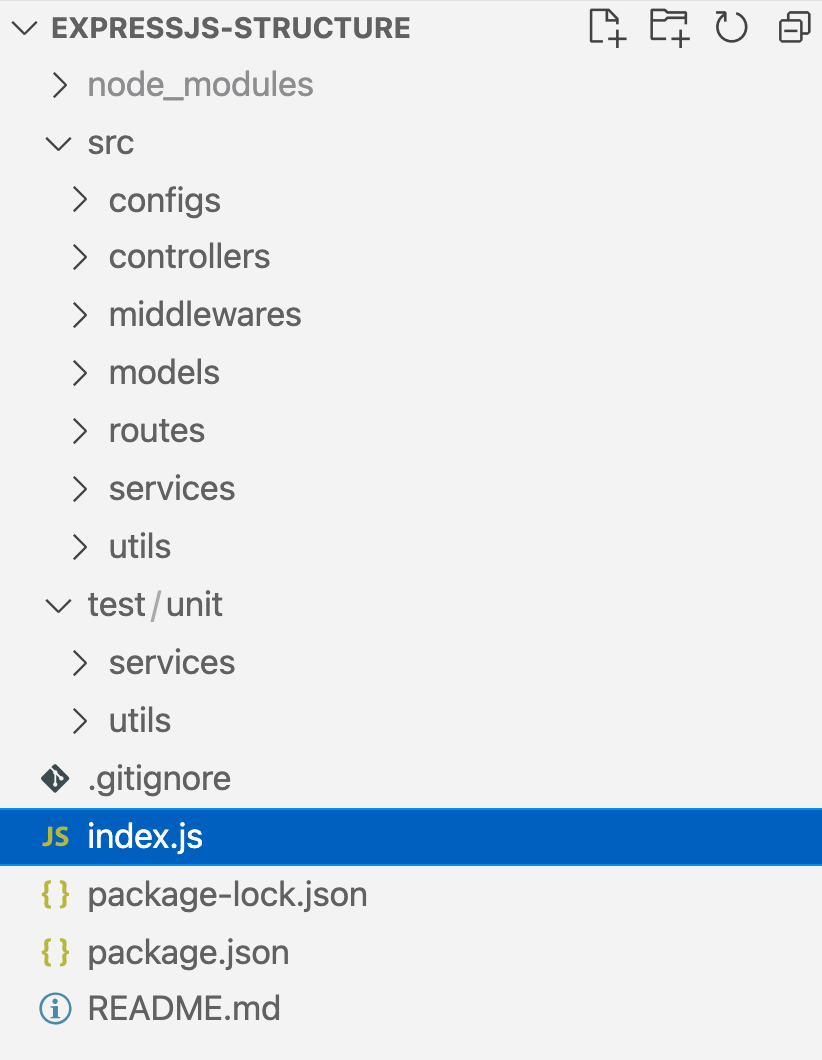 EXPRESSJS-STRUCTURE
node_modules
src
configs
controllers
middlewares
models
routes
services
utils
test/unit
services
utils
.gitignore
JS index.js
{} package-lock.json
{} package.json
README.md